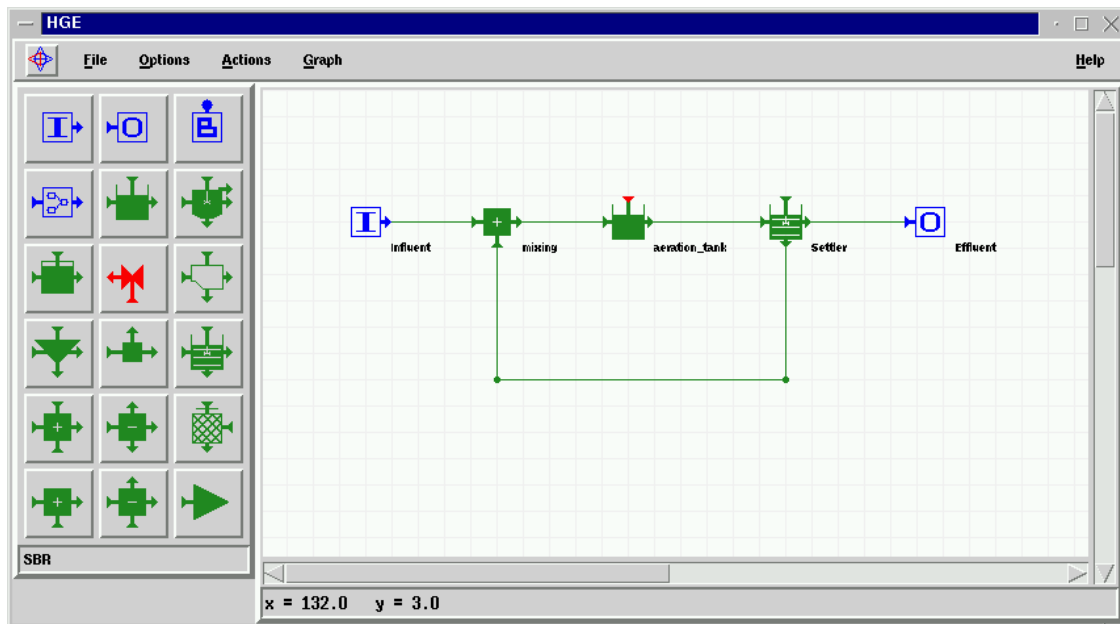 HGE
File Options Actions Graph Help
I O B
I + O
Influent mixing aeration_tank Settler Effluent
+ -
+ -
SBR
x = 132.0 y = 3.0